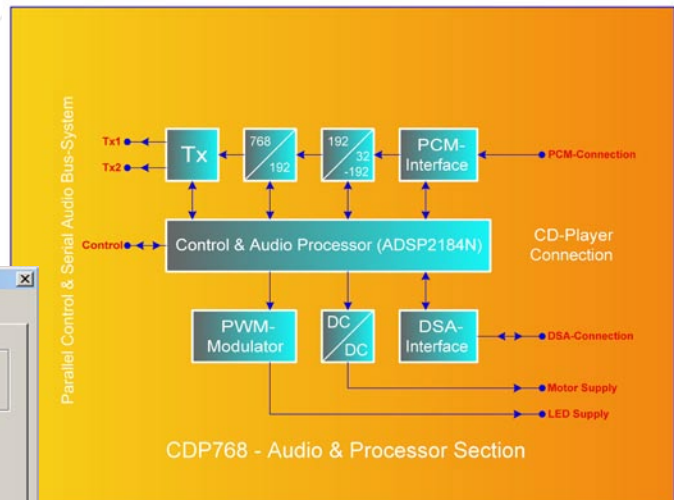 Parallel Control & Serial Audio Bus-System
Tx1
Tx2
Tx
768
192
192
32
-192
PCM-
Interface
PCM-Connection
Control
Control & Audio Processor (ADSP2184N)
CD-Player
Connection
PWM-
Modulator
DC
DC
DSA-
Interface
DSA-Connection
Motor Supply
LED Supply
CDP768 - Audio & Processor Section